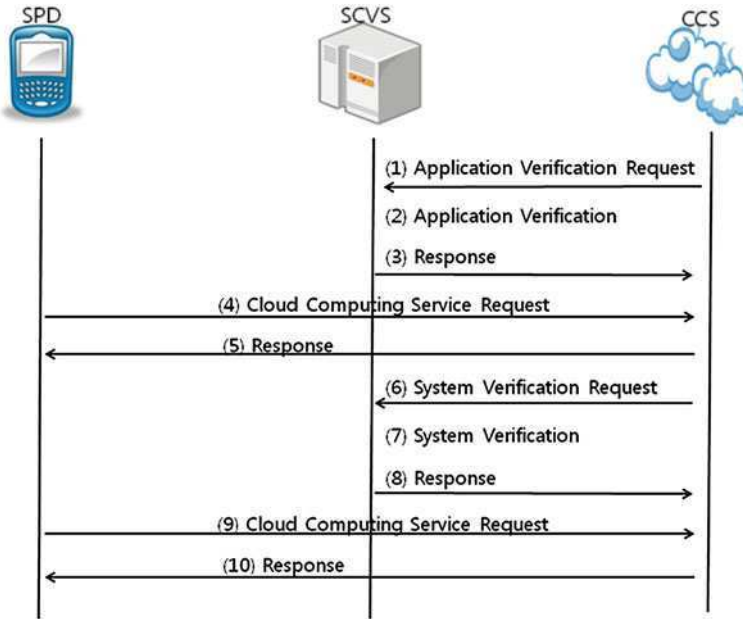 SPD SCVS CCS
(1) Application Verification Request
(2) Application Verification
(3) Response
(4) Cloud Computing Service Request
(5) Response
(6) System Verification Request
(7) System Verification
(8) Response
(9) Cloud Computing Service Request
(10) Response